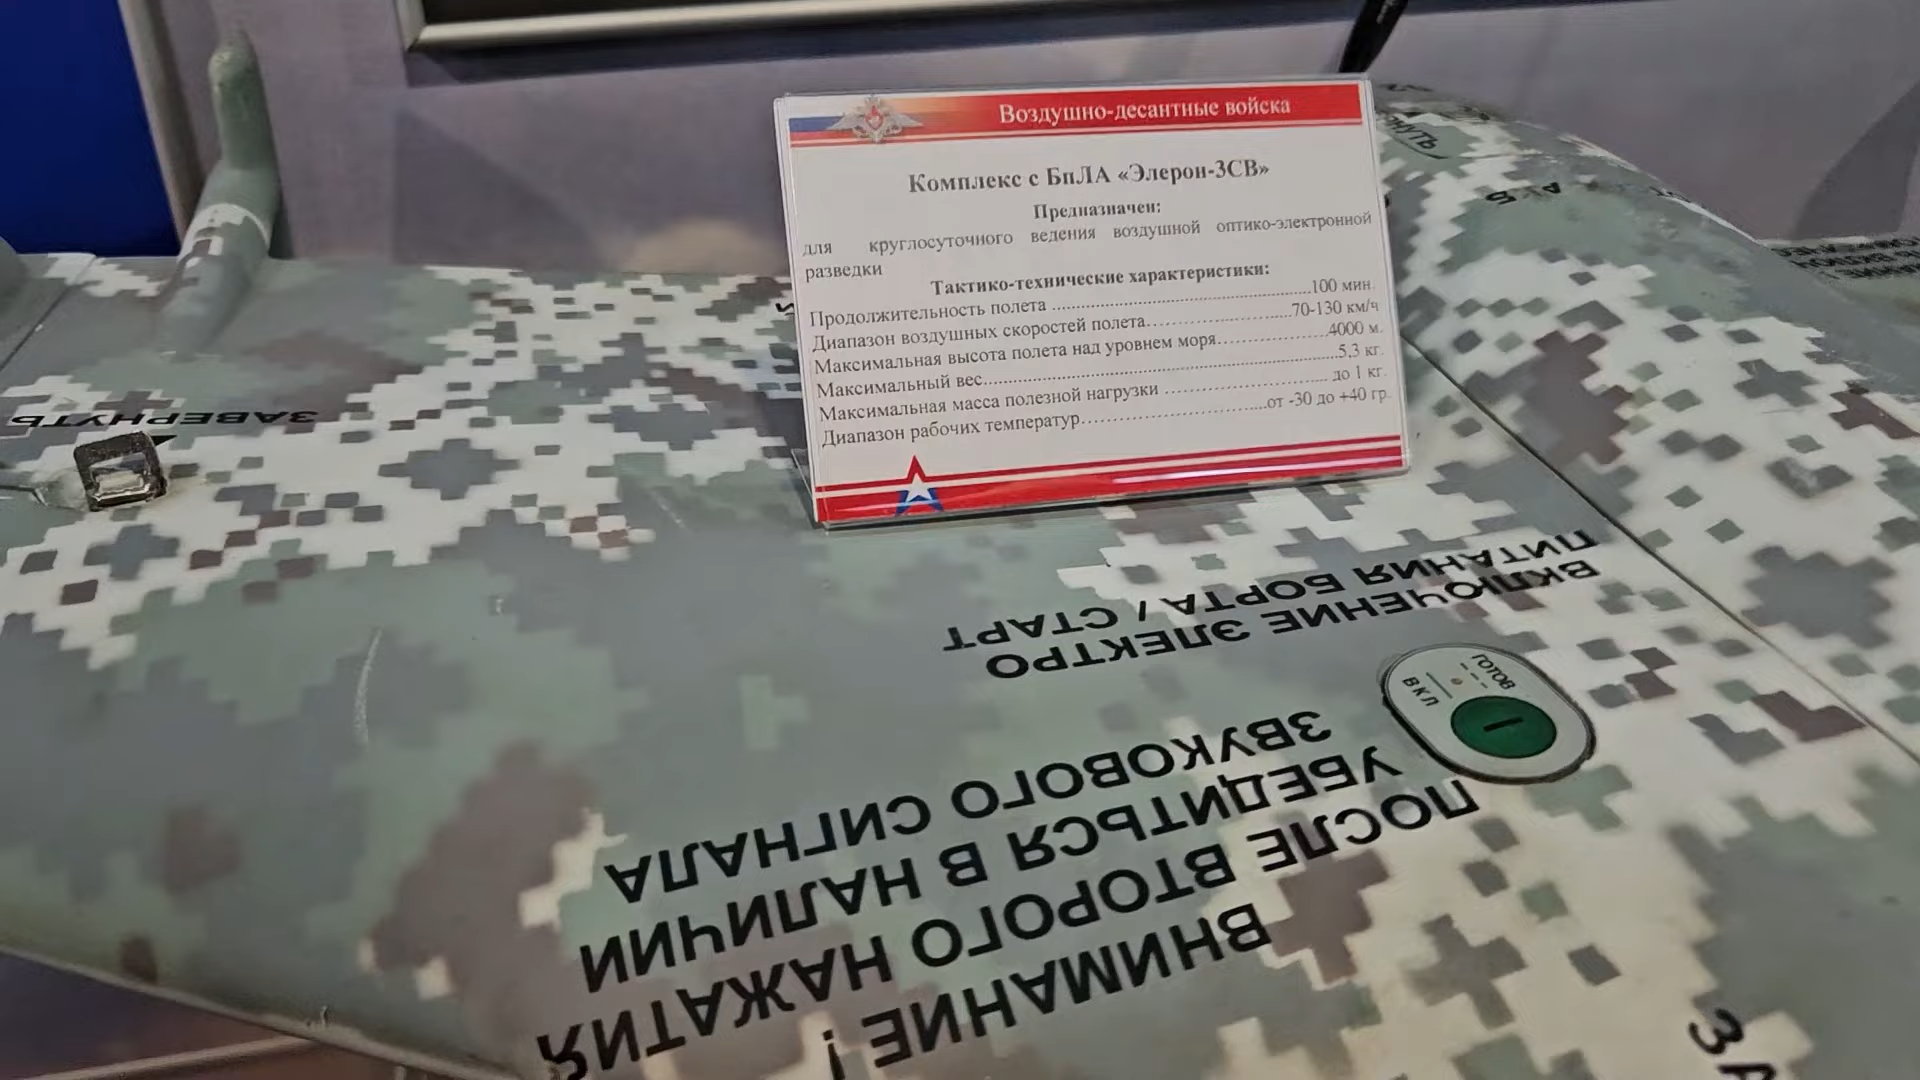 Воздушно-десантные войска
Комплекс с БпЛА «Элерон-3СВ»
Предназначен:
для круглосуточного ведения воздушной оптико-электронной
разведки
Тактико-технические характеристики:
Продолжительность полета ..........100 мин.
Диапазон воздушных скоростей полета..........70-130 км/ч
Максимальная высота полета над уровнем моря..........4000 м.
Максимальный вес..........5,3 кг.
Максимальная масса полезной нагрузки .......... до 1 кг.
Диапазон рабочих температур..........от -30 до +40 гр.
ЗАВЕРНУТЬ
ВНИМАНИЕ !
ПОСЛЕ ВТОРОГО НАЖАТИЯ
УБЕДИТЬСЯ В НАЛИЧИИ
ЗВУКОВОГО СИГНАЛА
ВКЛ
ГОТОВ
ВКЛЮЧЕНИЕ ЭЛЕКТРО
ПИТАНИЯ БОРТА / СТАРТ